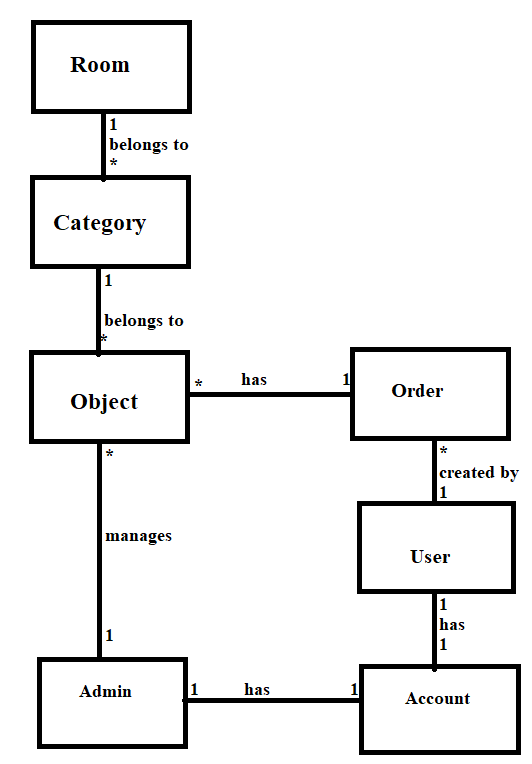 Room
1
belongs to
*
Category
1
belongs to
*
Object
* has 1
Order
*
created by
1
User
1
has
1
*
manages
1
Admin
1 has 1
Account